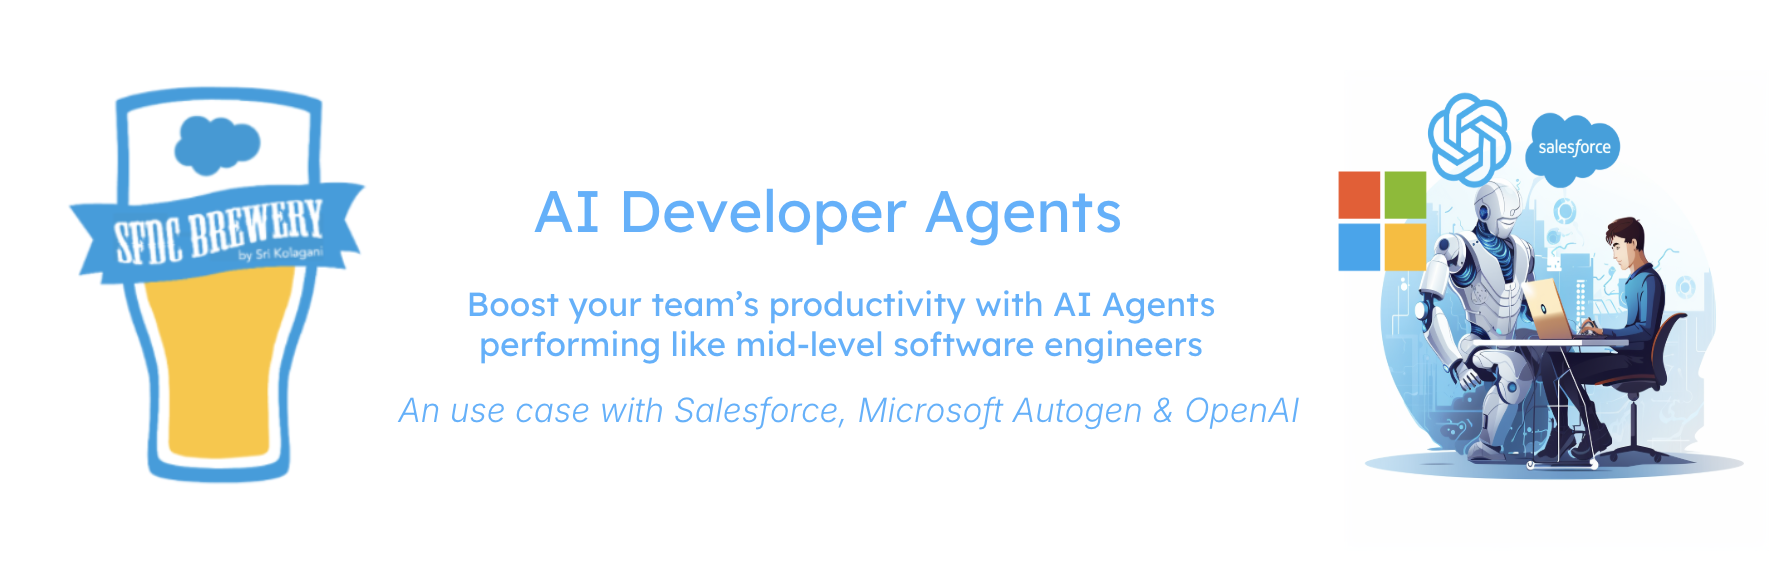 SFDC BREWERY
by Sri Kolagani
AI Developer Agents
Boost your team’s productivity with AI Agents
performing like mid-level software engineers
An use case with Salesforce, Microsoft Autogen & OpenAI
salesforce